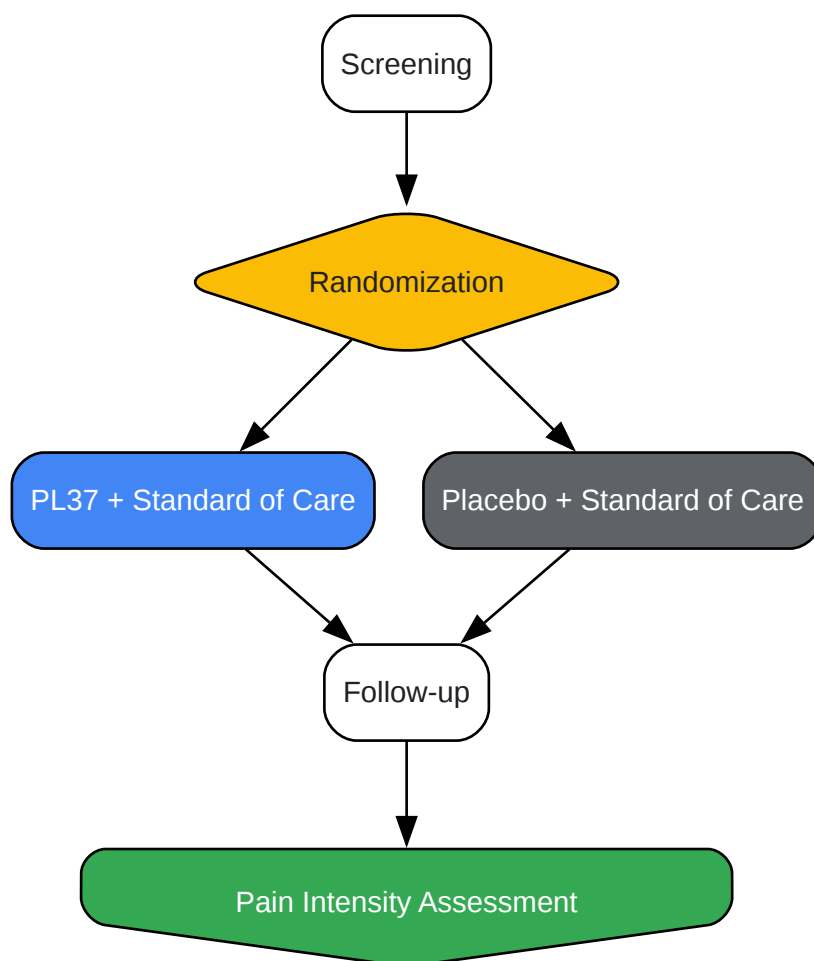 Screening
Randomization
PL37 + Standard of Care
Placebo + Standard of Care
Follow-up
Pain Intensity Assessment